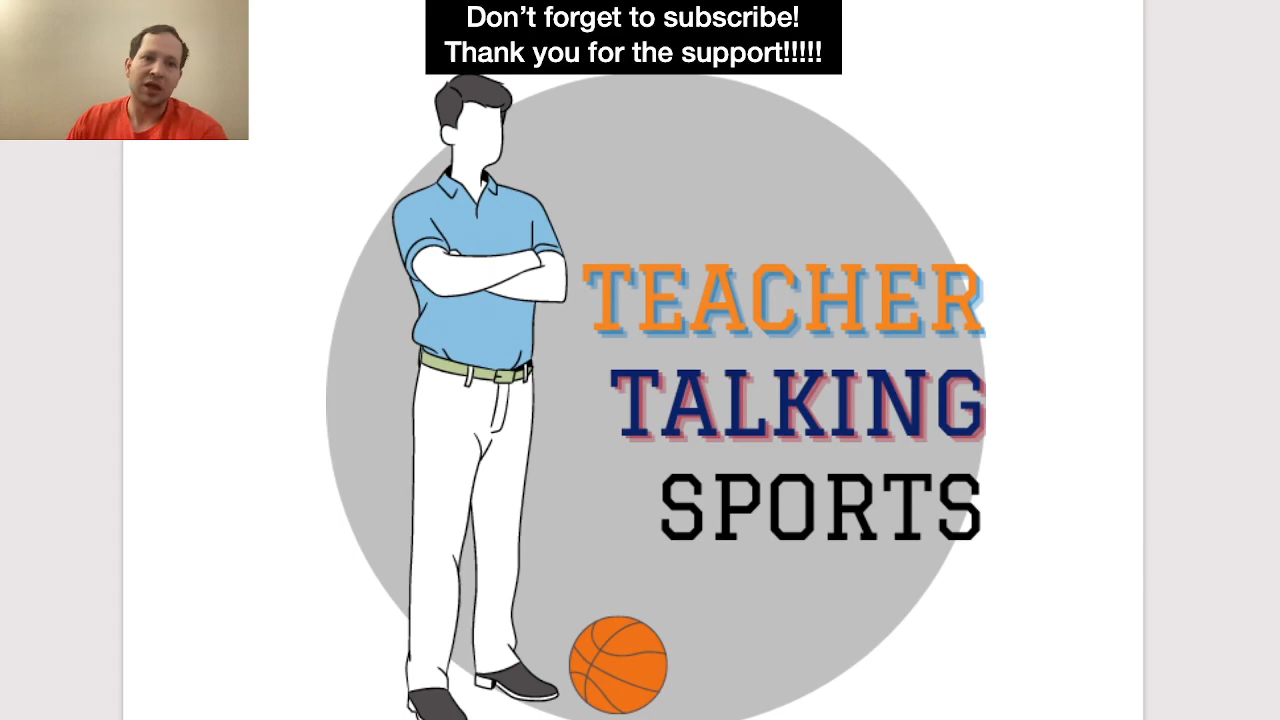 Don’t forget to subscribe!
Thank you for the support!!!!!
TEACHER
TALKING
SPORTS